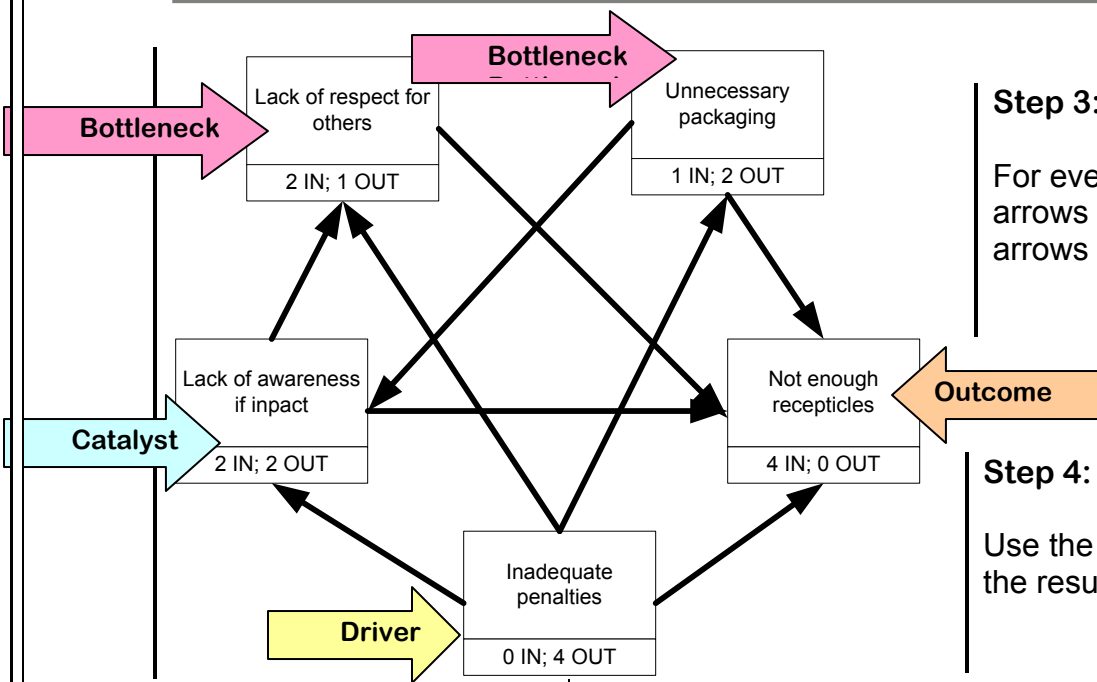 Bottleneck
Bottleneck
Lack of respect for
others
2 IN; 1 OUT
Unnecessary
packaging
1 IN; 2 OUT
Step 3:
For eve
arrows
arrows
Lack of awareness
if inpact
2 IN; 2 OUT
Catalyst
Not enough
recepticles
4 IN; 0 OUT
Outcome
Step 4:
Use the
the resu
Inadequate
penalties
0 IN; 4 OUT
Driver